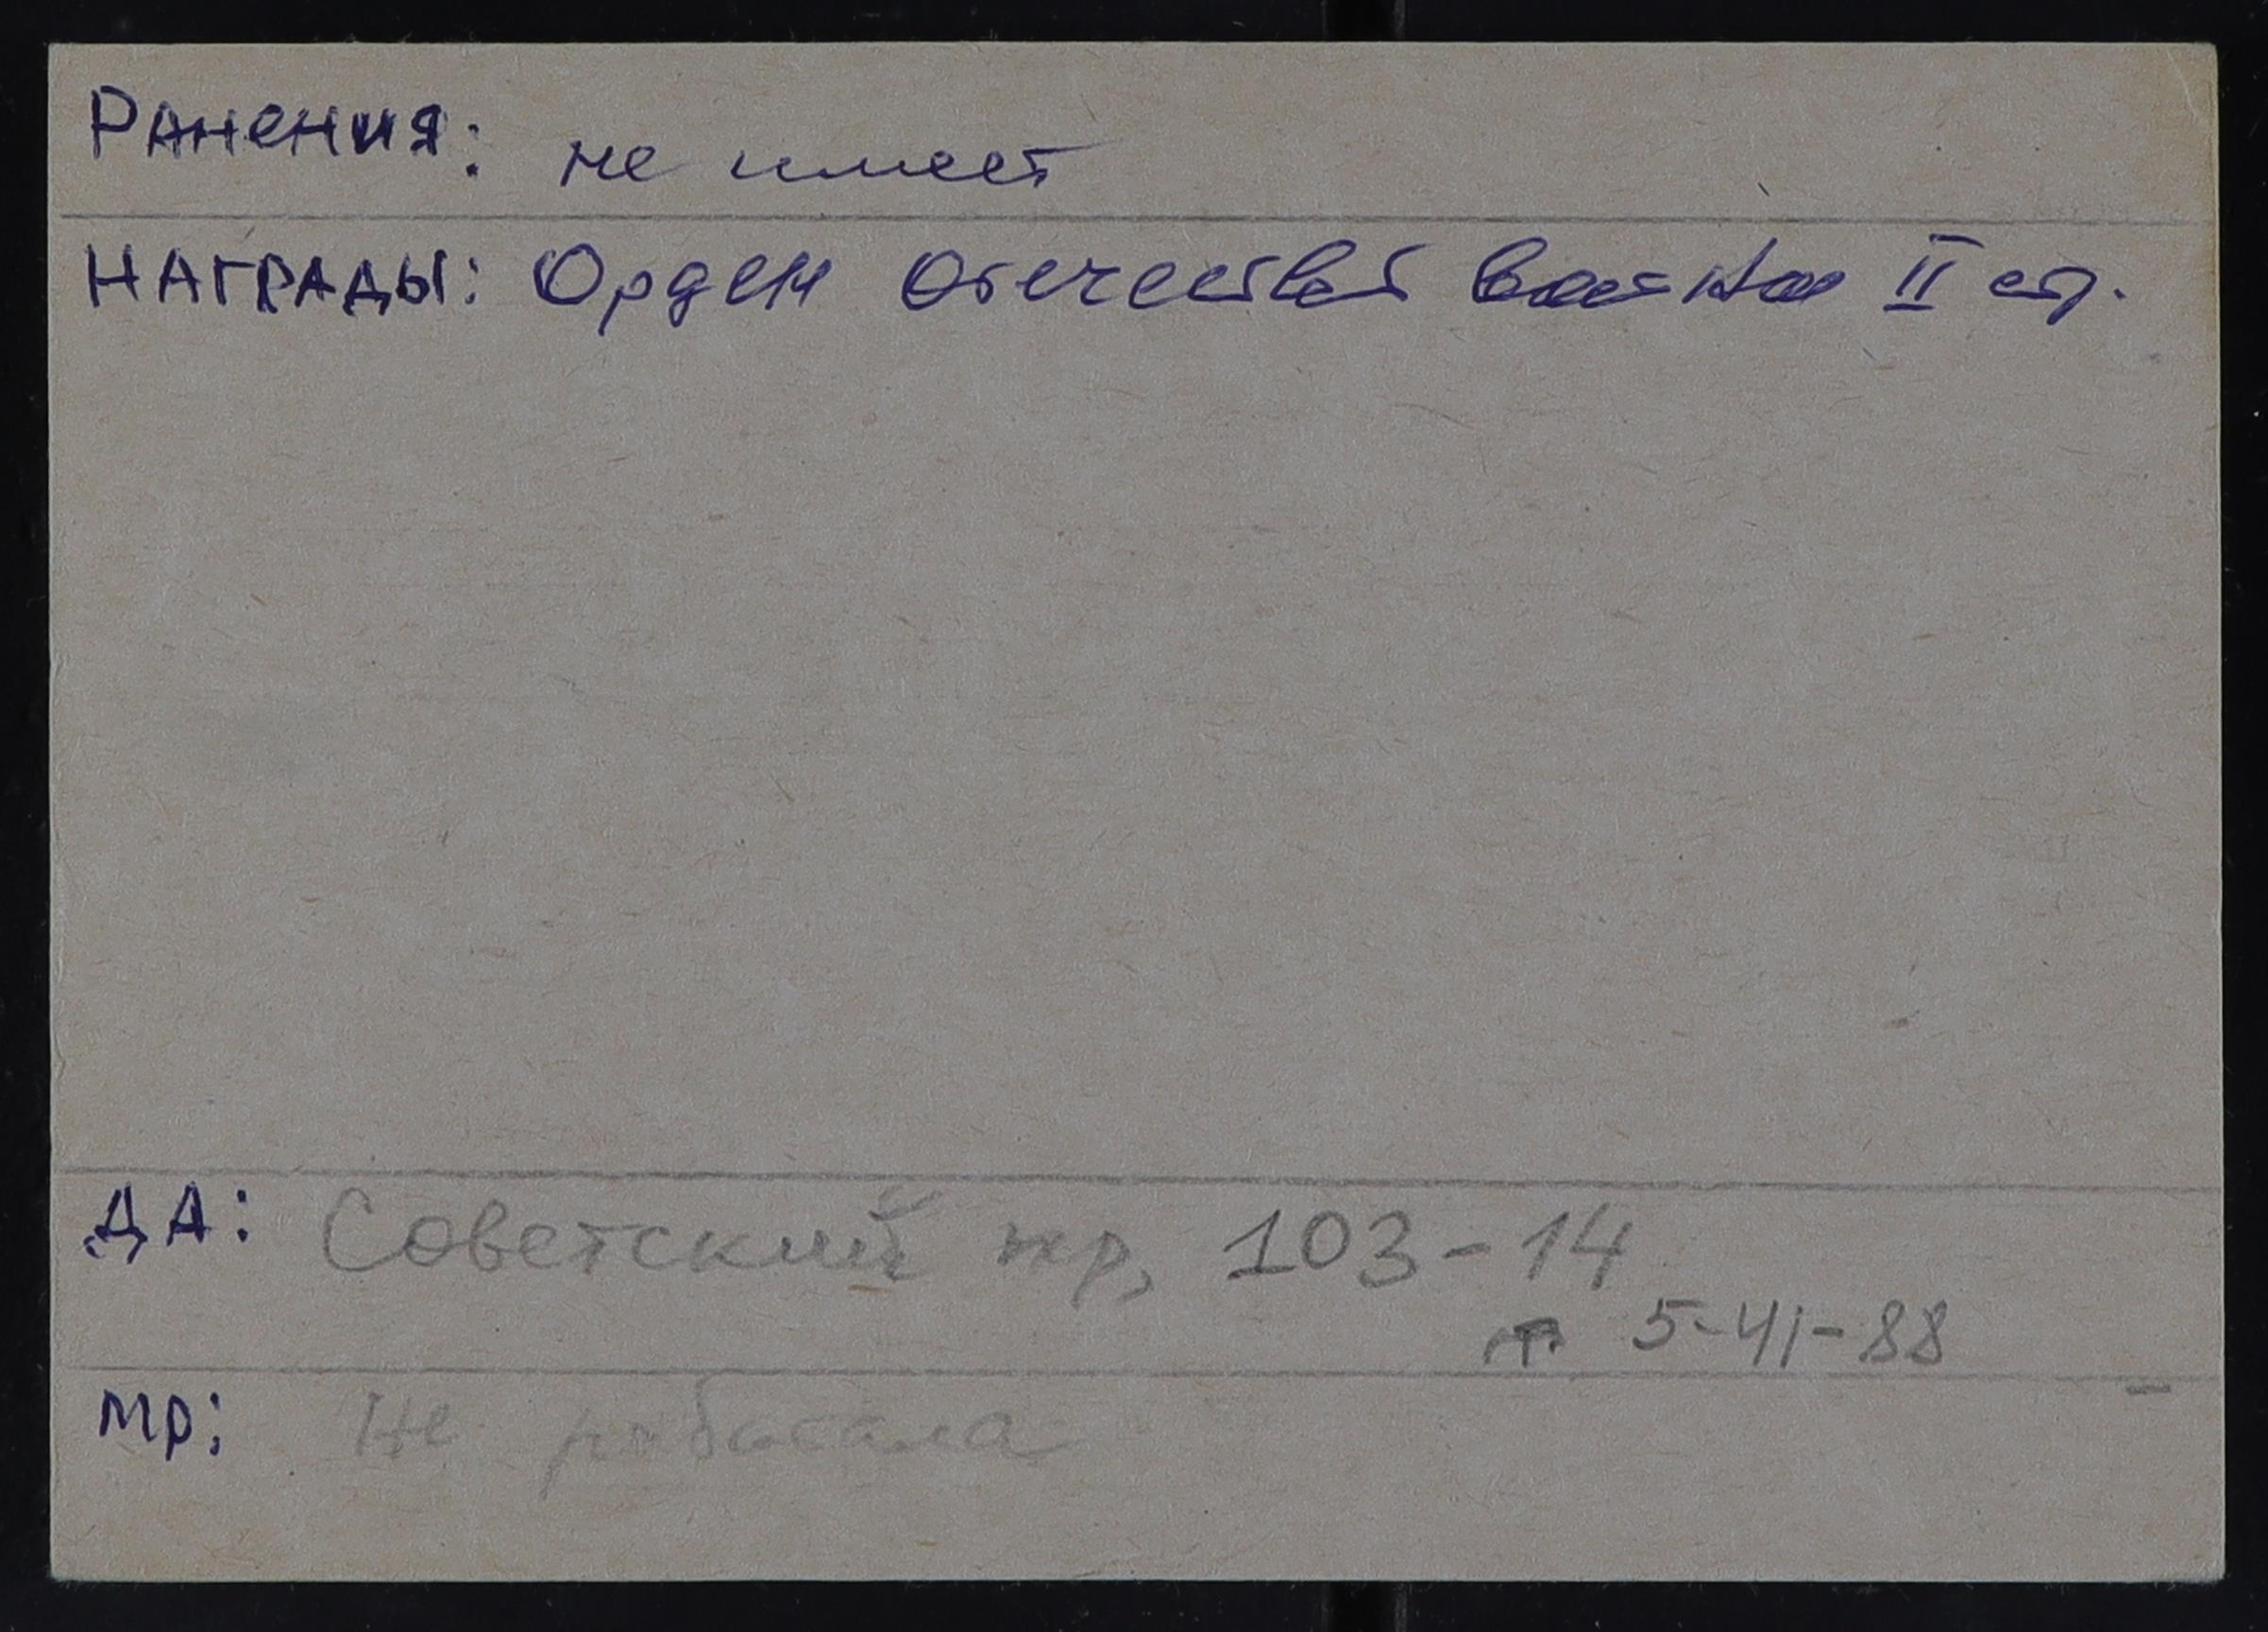 Ранения: не имеет
НАГРАДЫ: Орден Отечествен войны II ст.
ДА: Советский пр, 103-14
т 5-41-88
МР: Не работала